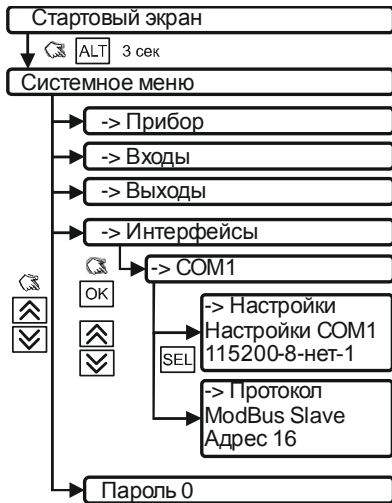 Стартовый экран
ALT 3 сек
Системное меню
-> Прибор
-> Входы
-> Выходы
-> Интерфейсы
-> COM1
OK
-> Настройки
Настройки COM1
115200-8-нет-1
SEL
-> Протокол
ModBus Slave
Адрес 16
Пароль 0